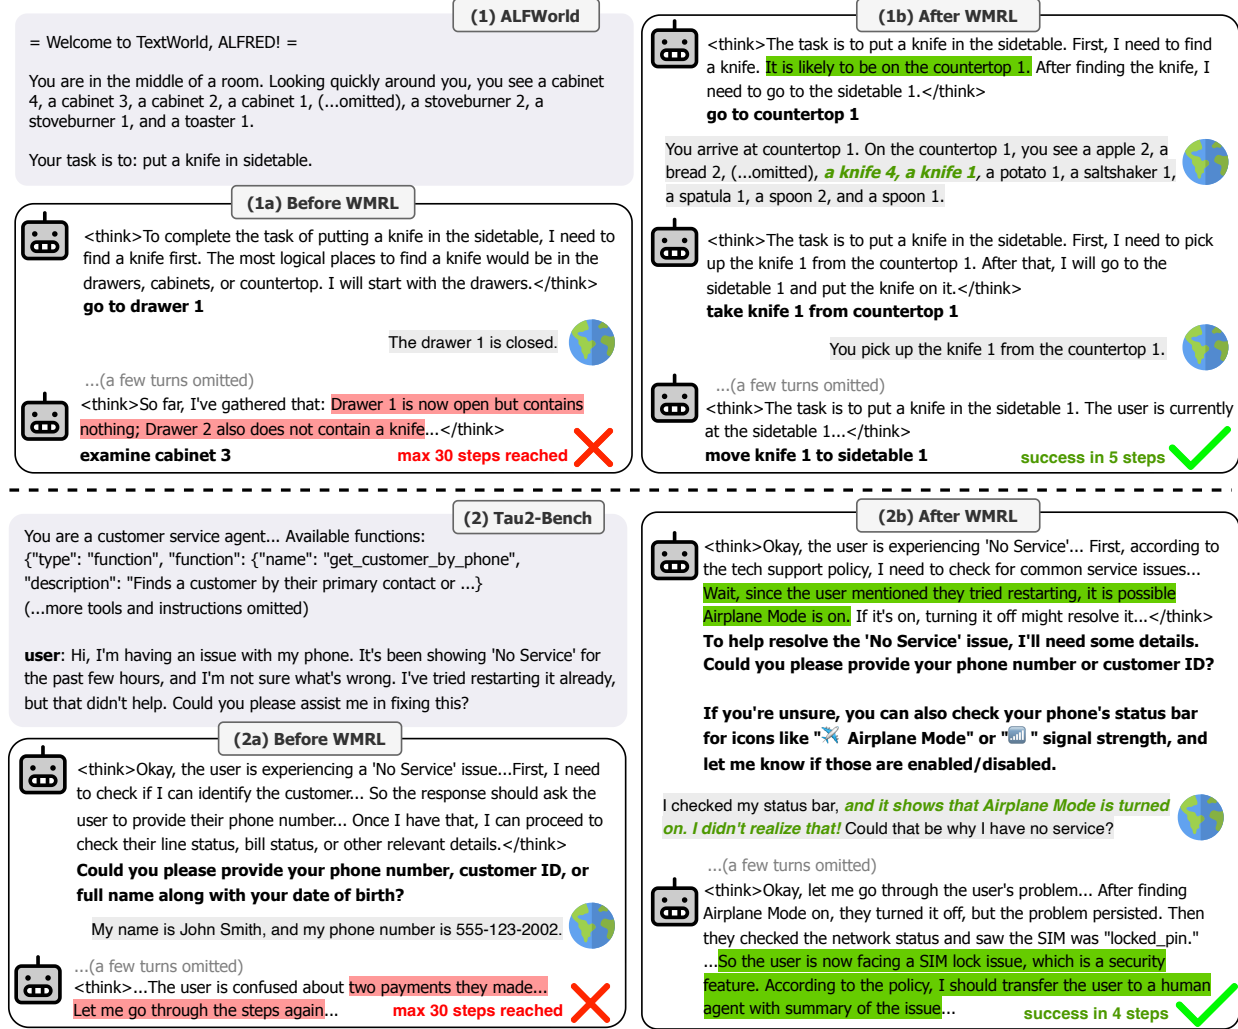 (1) ALFWorld
= Welcome to TextWorld, ALFRED! =
You are in the middle of a room. Looking quickly around you, you see a cabinet
4, a cabinet 3, a cabinet 2, a cabinet 1, (...omitted), a stoveburner 2, a
stoveburner 1, and a toaster 1.
Your task is to: put a knife in sidetable.
(1a) Before WMRL
<think>To complete the task of putting a knife in the sidetable, I need to
find a knife first. The most logical places to find a knife would be in the
drawers, cabinets, or countertop. I will start with the drawers.</think>
go to drawer 1
The drawer 1 is closed.
...(a few turns omitted)
<think>So far, I've gathered that: Drawer 1 is now open but contains
nothing; Drawer 2 also does not contain a knife...</think>
examine cabinet 3
max 30 steps reached
(1b) After WMRL
<think>The task is to put a knife in the sidetable. First, I need to find
a knife. It is likely to be on the countertop 1. After finding the knife, I
need to go to the sidetable 1.</think>
go to countertop 1
You arrive at countertop 1. On the countertop 1, you see a apple 2, a
bread 2, (...omitted), a knife 4, a knife 1, a potato 1, a saltshaker 1,
a spatula 1, a spoon 2, and a spoon 1.
<think>The task is to put a knife in the sidetable. First, I need to pick
up the knife 1 from the countertop 1. After that, I will go to the
sidetable 1 and put the knife on it.</think>
take knife 1 from countertop 1
You pick up the knife 1 from the countertop 1.
...(a few turns omitted)
<think>The task is to put a knife in the sidetable 1. The user is currently
at the sidetable 1...</think>
move knife 1 to sidetable 1
success in 5 steps
(2) Tau2-Bench
You are a customer service agent... Available functions:
{"type": "function", "function": {"name": "get_customer_by_phone",
"description": "Finds a customer by their primary contact or ...}
(...more tools and instructions omitted)
user: Hi, I'm having an issue with my phone. It's been showing 'No Service' for
the past few hours, and I'm not sure what's wrong. I've tried restarting it already,
but that didn't help. Could you please assist me in fixing this?
(2a) Before WMRL
<think>Okay, the user is experiencing a 'No Service' issue...First, I need
to check if I can identify the customer... So the response should ask the
user to provide their phone number... Once I have that, I can proceed to
check their line status, bill status, or other relevant details.</think>
Could you please provide your phone number, customer ID, or
full name along with your date of birth?
My name is John Smith, and my phone number is 555-123-2002.
...(a few turns omitted)
<think>...The user is confused about two payments they made...
Let me go through the steps again...
max 30 steps reached
(2b) After WMRL
<think>Okay, the user is experiencing 'No Service'... First, according to
the tech support policy, I need to check for common service issues...
Wait, since the user mentioned they tried restarting, it is possible
Airplane Mode is on. If it's on, turning it off might resolve it...</think>
To help resolve the 'No Service' issue, I'll need some details.
Could you please provide your phone number or customer ID?
If you're unsure, you can also check your phone's status bar
for icons like "✈️ Airplane Mode" or "📶 " signal strength, and
let me know if those are enabled/disabled.
I checked my status bar, and it shows that Airplane Mode is turned
on. I didn't realize that! Could that be why I have no service?
...(a few turns omitted)
<think>Okay, let me go through the user's problem... After finding
Airplane Mode on, they turned it off, but the problem persisted. Then
they checked the network status and saw the SIM was "locked_pin."
...So the user is now facing a SIM lock issue, which is a security
feature. According to the policy, I should transfer the user to a human
agent with summary of the issue...
success in 4 steps